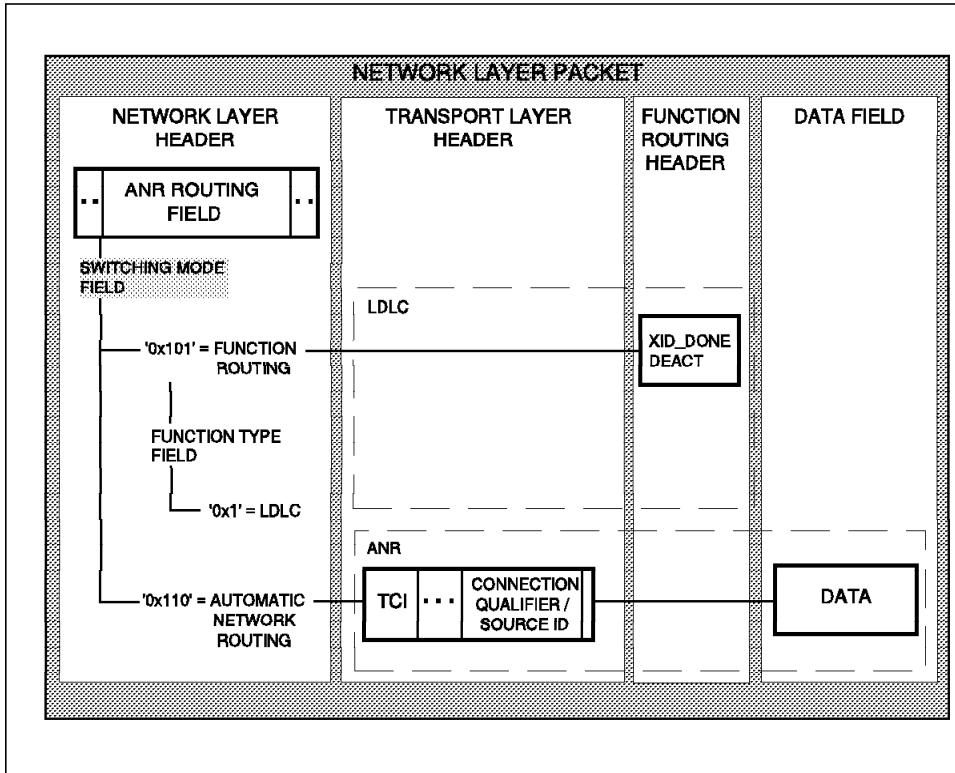 NETWORK LAYER PACKET
NETWORK LAYER
HEADER
ANR ROUTING
FIELD
SWITCHING MODE
FIELD
'0x101' = FUNCTION
ROUTING
FUNCTION TYPE
FIELD
'0x1' = LDLC
'0x110' = AUTOMATIC
NETWORK
ROUTING
TRANSPORT LAYER
HEADER
LDLC
ANR
TCI
CONNECTION
QUALIFIER /
SOURCE ID
FUNCTION
ROUTING
HEADER
XID_DONE
DEACT
DATA FIELD
DATA